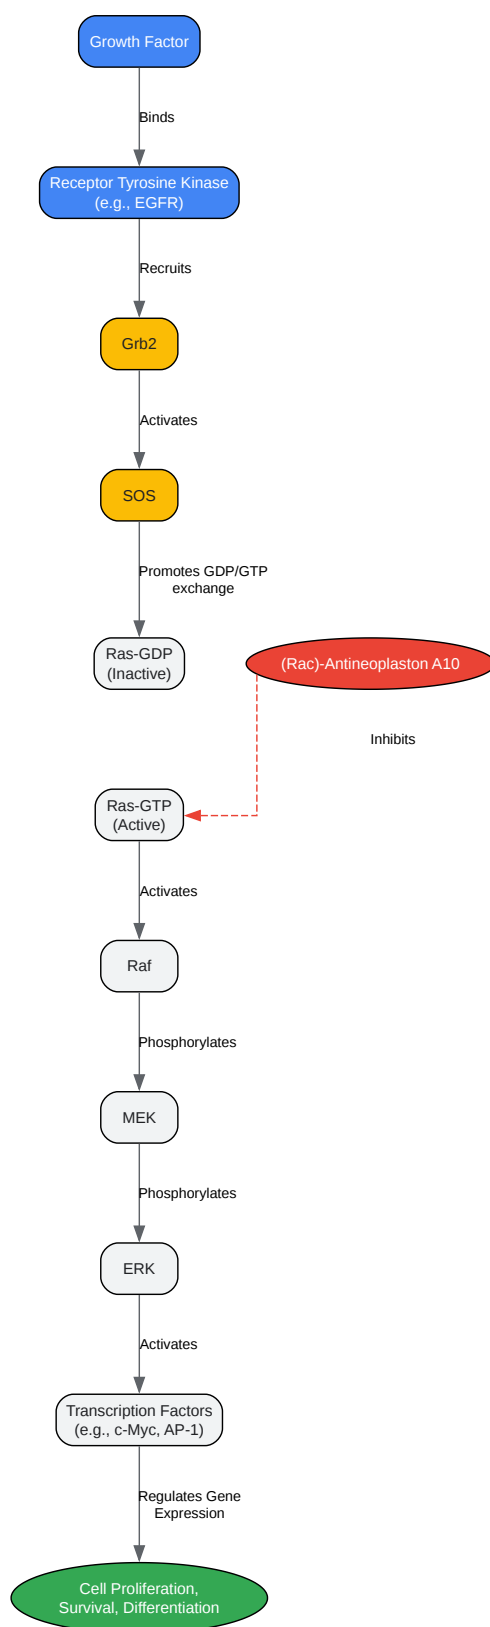 Growth Factor
Binds
Receptor Tyrosine Kinase
(e.g., EGFR)
Recruits
Grb2
Activates
SOS
Promotes GDP/GTP
exchange
Ras-GDP
(Inactive)
(Rac)-Antineoplaston A10
Inhibits
Ras-GTP
(Active)
Activates
Raf
Phosphorylates
MEK
Phosphorylates
ERK
Activates
Transcription Factors
(e.g., c-Myc, AP-1)
Regulates Gene
Expression
Cell Proliferation,
Survival, Differentiation